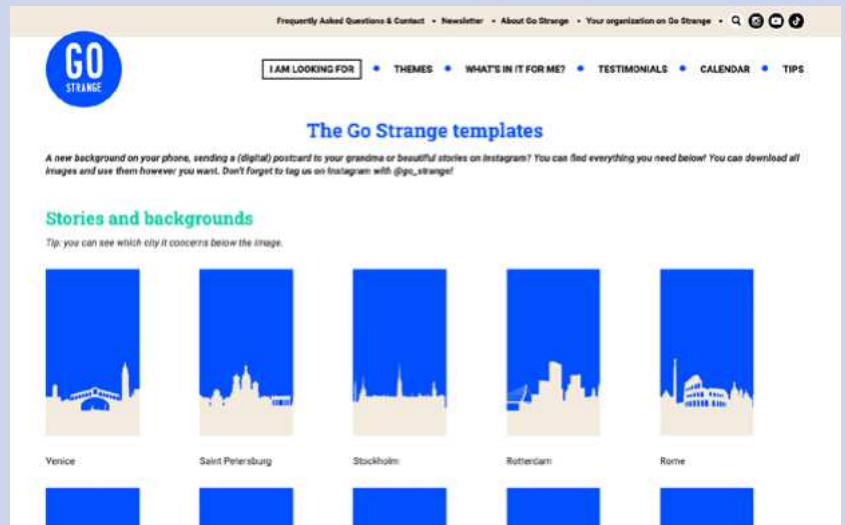 Frequently Asked Questions & Contact • Newsletter • About Go Strange • Your organization on Go Strange •
GO
STRANGE
I AM LOOKING FOR • THEMES • WHAT'S IN IT FOR ME? • TESTIMONIALS • CALENDAR • TIPS
The Go Strange templates
A new background on your phone, sending a (digital) postcard to your grandma or beautiful stories on Instagram? You can find everything you need below! You can download all
images and use them however you want. Don't forget to tag us on Instagram with @go_strange!
Stories and backgrounds
Tip: you can see which city it concerns below the image.
Venice Saint Petersburg Stockholm Rotterdam Rome